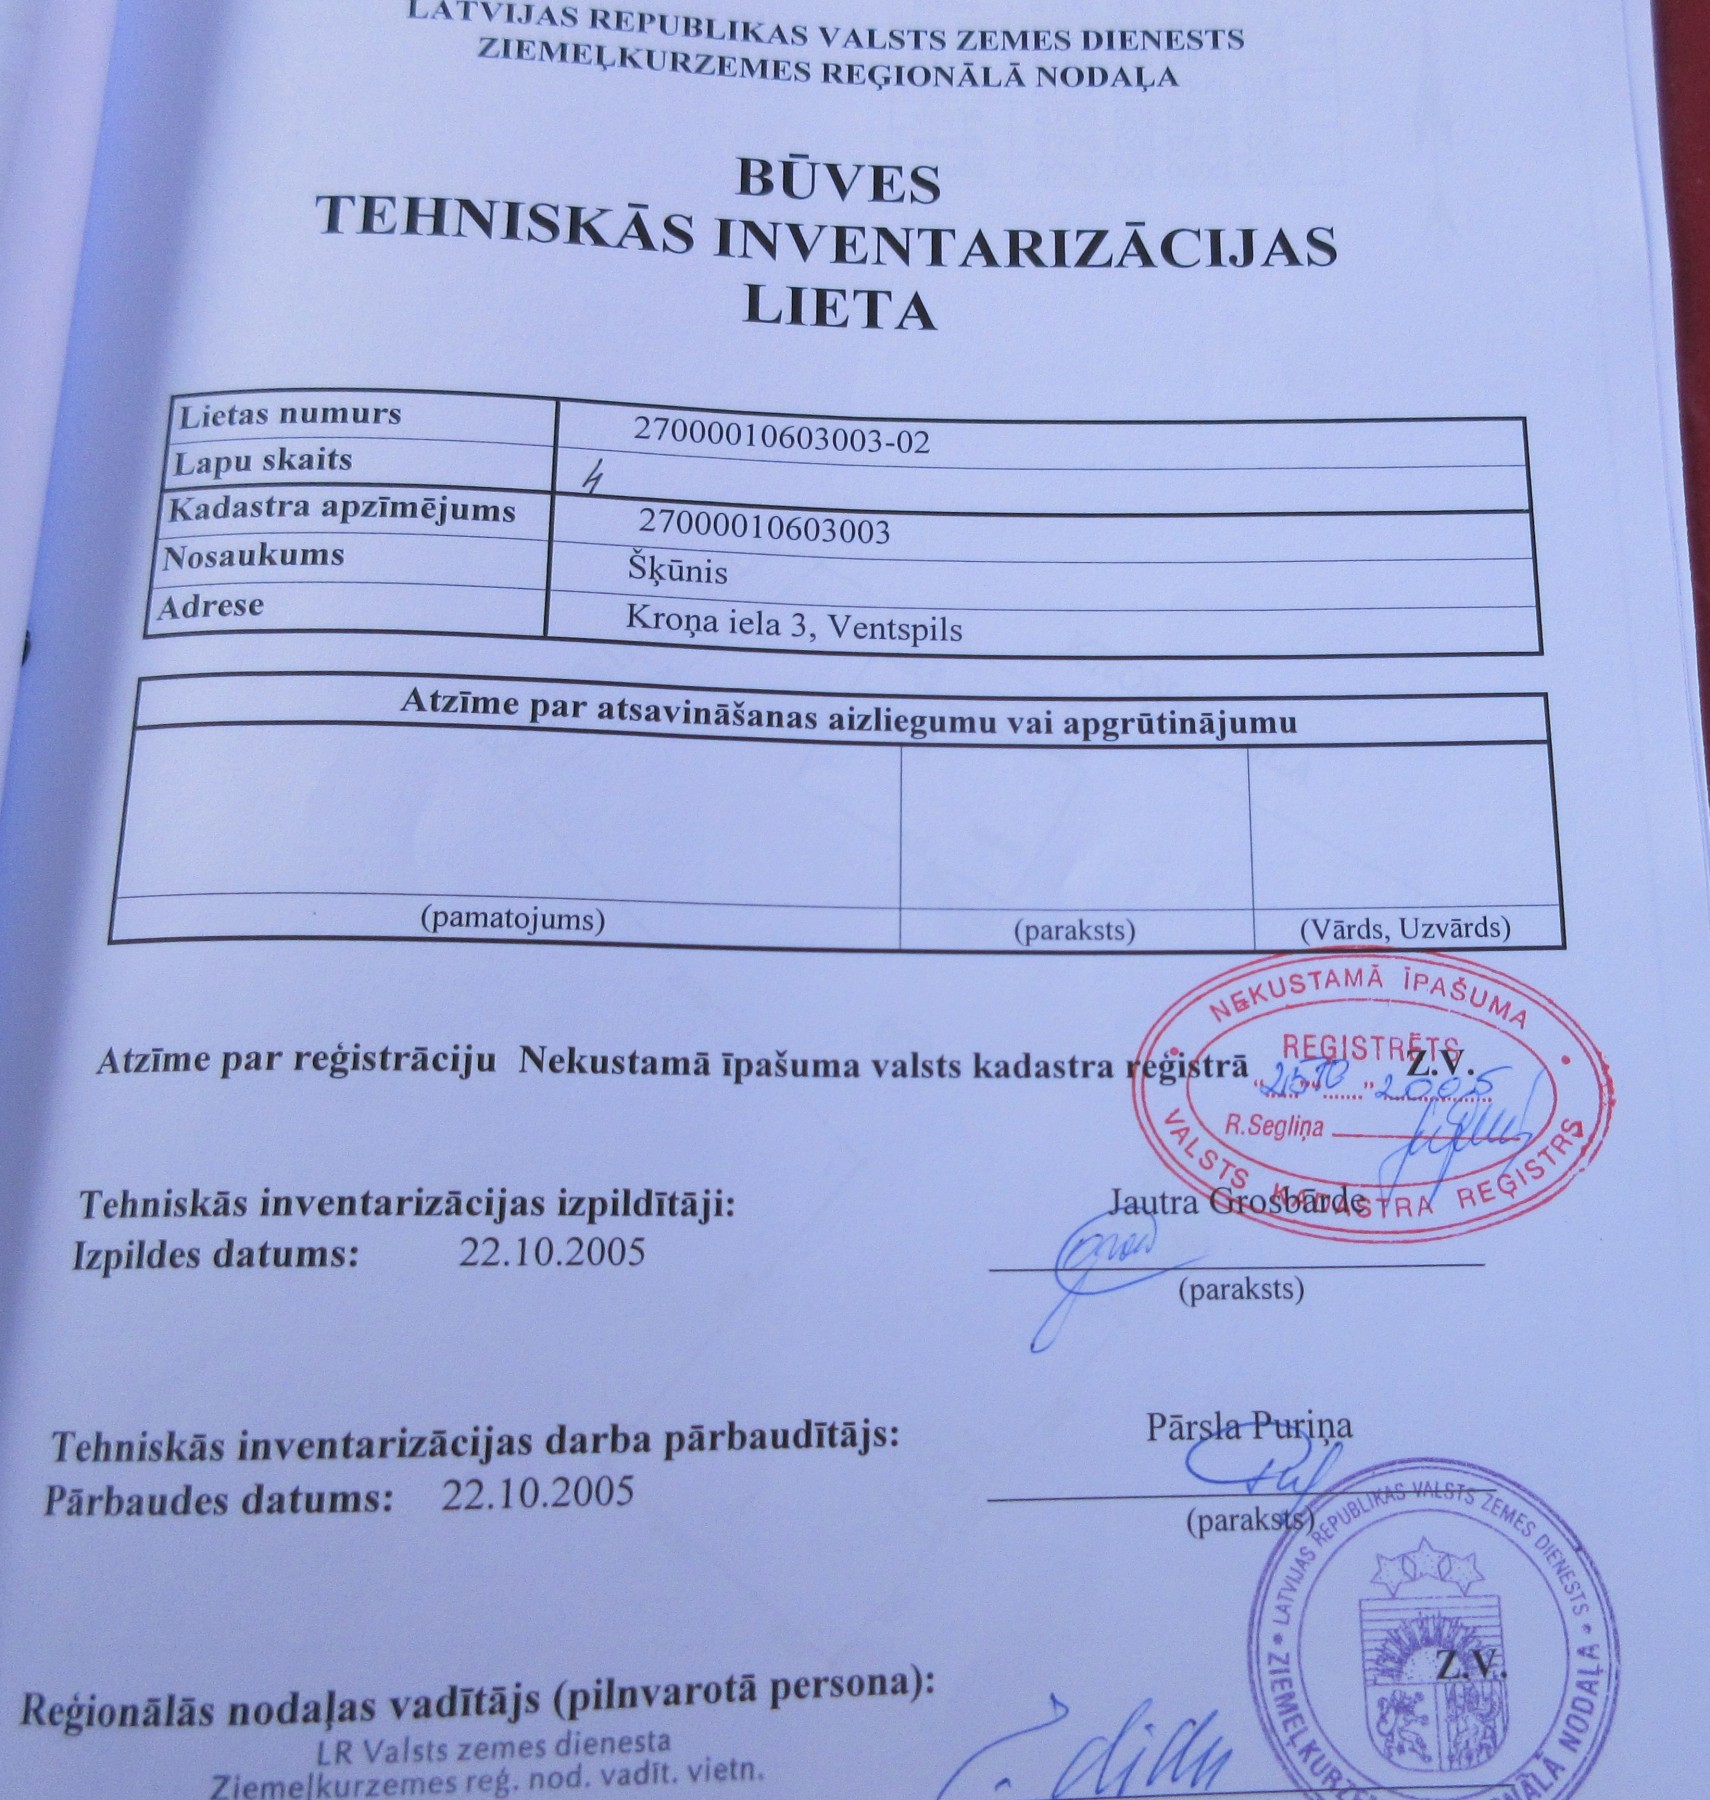 LATVIJAS REPUBLIKAS VALSTS ZEMES DIENESTS
ZIEMEĻKURZEMES REĢIONĀLĀ NODAĻA
BŪVES
TEHNISKĀS INVENTARIZĀCIJAS
LIETA
Lietas numurs 27000010603003-02
Lapu skaits 4
Kadastra apzīmējums 27000010603003
Nosaukums Šķūnis
Adrese Kroņa iela 3, Ventspils
Atzīme par atsavināšanas aizliegumu vai apgrūtinājumu
(pamatojums) (paraksts) (Vārds, Uzvārds)
NEKUSTAMĀ ĪPAŠUMA
VALSTS KADASTRA REĢISTRS
REĢISTRĒTS
Atzīme par reģistrāciju Nekustamā īpašuma valsts kadastra reģistrā Z.V.
2005
R.Segliņa
Tehniskās inventarizācijas izpildītāji: Jautra Grosbārde
Izpildes datums: 22.10.2005
(paraksts)
Tehniskās inventarizācijas darba pārbaudītājs: Pārsla Puriņa
Pārbaudes datums: 22.10.2005
(paraksts)
LATVIJAS REPUBLIKAS VALSTS ZEMES DIENESTS
Z.V.
Reģionālās nodaļas vadītājs (pilnvarotā persona):
LR Valsts zemes dienesta
Ziemeļkurzemes reģ. nod. vadīt. vietn.